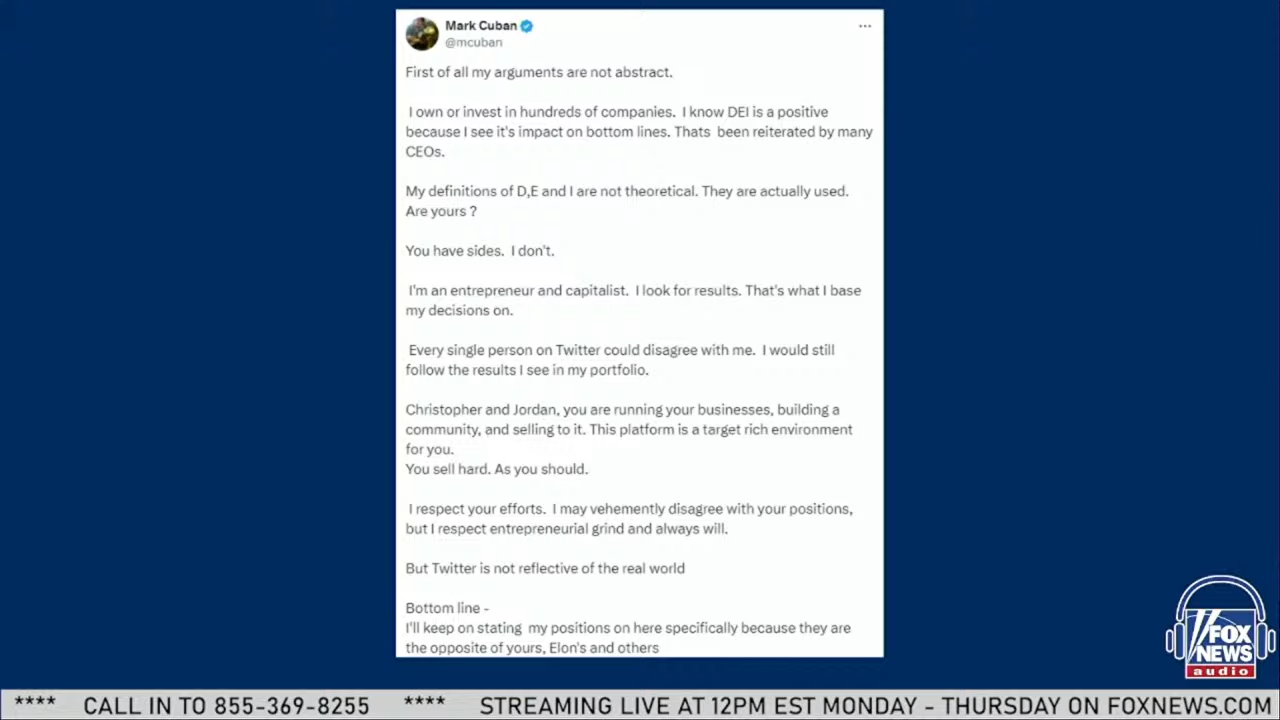 Mark Cuban
@mcuban
First of all my arguments are not abstract.
I own or invest in hundreds of companies. I know DEI is a positive
because I see it's impact on bottom lines. Thats been reiterated by many
CEOs.
My definitions of D,E and I are not theoretical. They are actually used.
Are yours ?
You have sides. I don't.
I'm an entrepreneur and capitalist. I look for results. That's what I base
my decisions on.
Every single person on Twitter could disagree with me. I would still
follow the results I see in my portfolio.
Christopher and Jordan, you are running your businesses, building a
community, and selling to it. This platform is a target rich environment
for you.
You sell hard. As you should.
I respect your efforts. I may vehemently disagree with your positions,
but I respect entrepreneurial grind and always will.
But Twitter is not reflective of the real world
Bottom line -
I'll keep on stating my positions on here specifically because they are
the opposite of yours, Elon's and others
FOX
NEWS
audio
**** CALL IN TO 855-369-8255 **** STREAMING LIVE AT 12PM EST MONDAY - THURSDAY ON FOXNEWS.COM